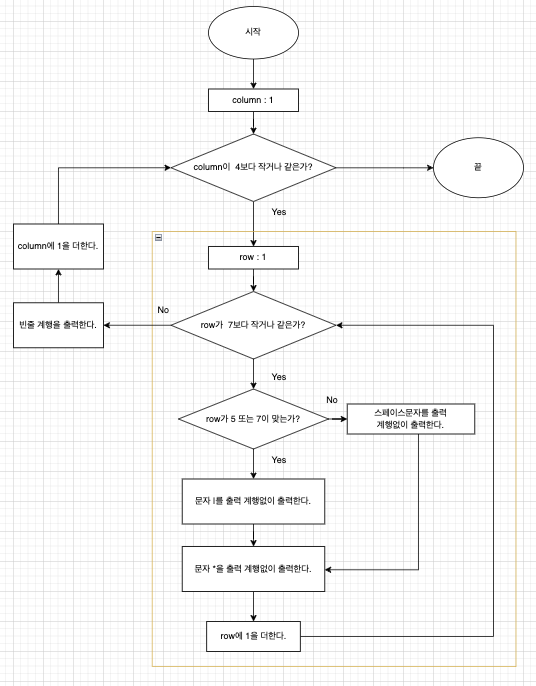 시작
column : 1
column이 4보다 작거나 같은가?
끝
Yes
column에 1을 더한다.
row : 1
No
빈줄 계행을 출력한다.
row가 7보다 작거나 같은가?
Yes
row가 5 또는 7이 맞는가?
No
스페이스문자를 출력
계행없이 출력한다.
Yes
문자 l를 출력 계행없이 출력한다.
문자 *을 출력 계행없이 출력한다.
row에 1을 더한다.